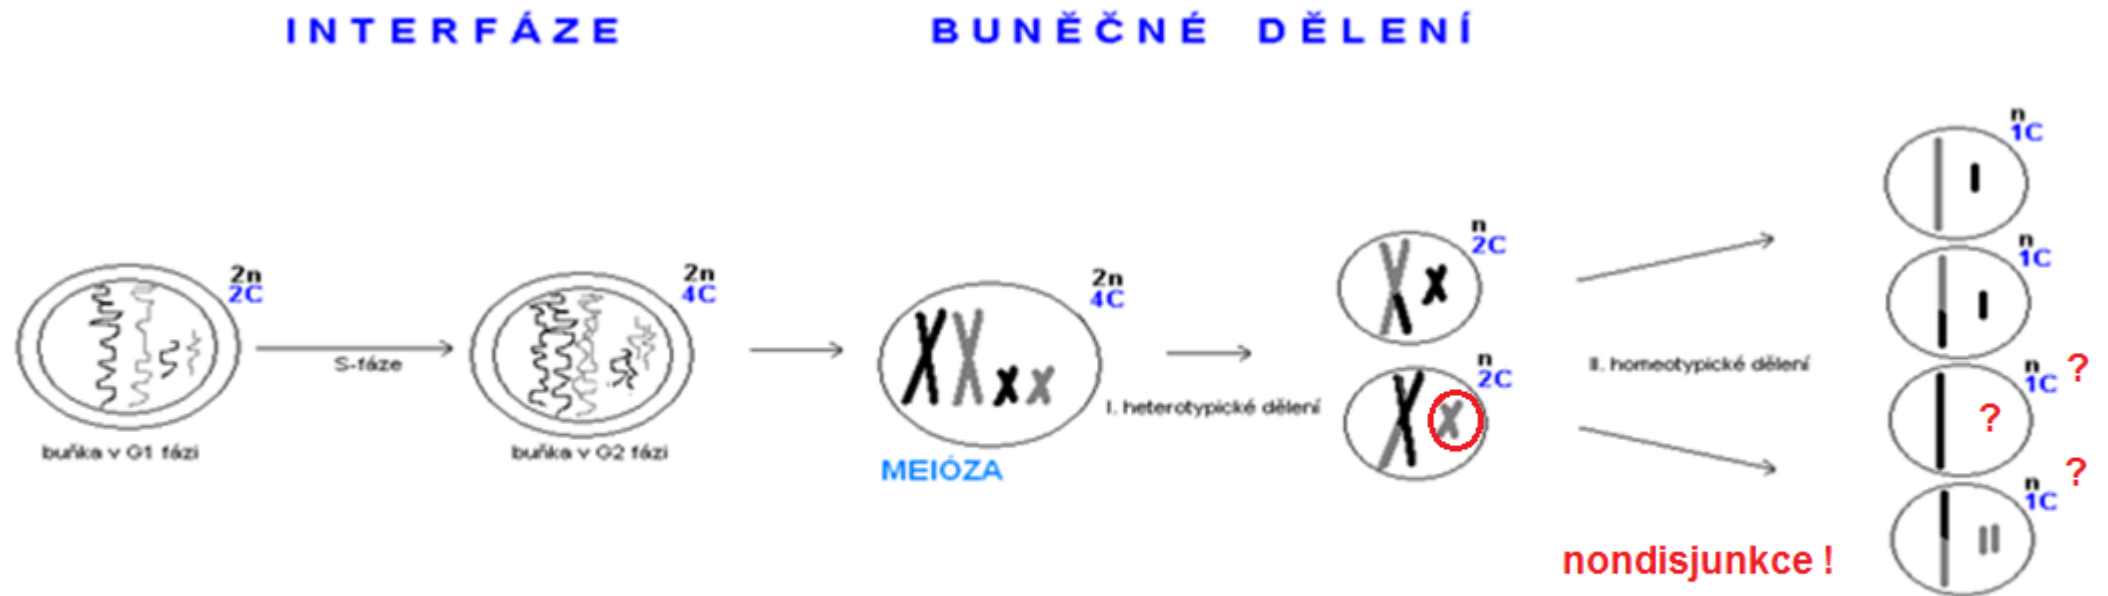 INTERFÁZE
BUNĚČNÉ DĚLENÍ
2n
2C
buňka v G1 fázi
S-fáze
2n
4C
buňka v G2 fázi
2n
4C
MEIÓZA
I. heterotypické dělení
n
2C
n
2C
II. homeotypické dělení
nondisjunkce !
n
1C
n
1C
n
1C ?
?
n
1C ?